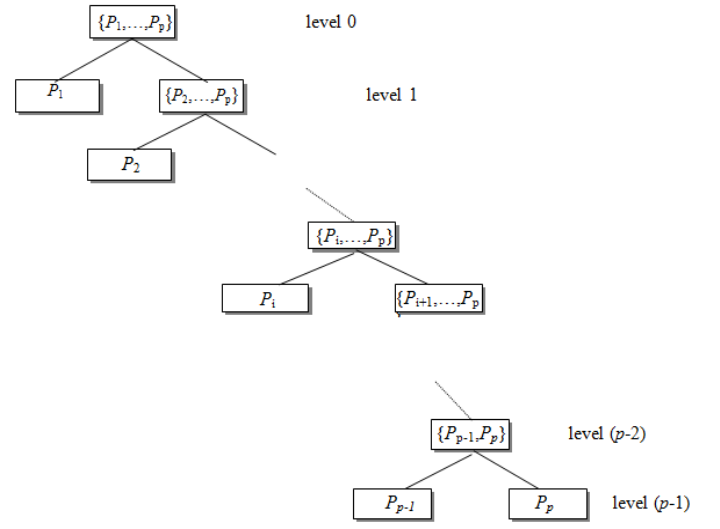 {P₁,...,Pₚ} level 0
P₁ {P₂,...,Pₚ} level 1
P₂
{Pᵢ,...,Pₚ}
Pᵢ {Pᵢ₊₁,...,Pₚ
{Pₚ₋₁,Pₚ} level (p-2)
Pₚ₋₁ Pₚ level (p-1)